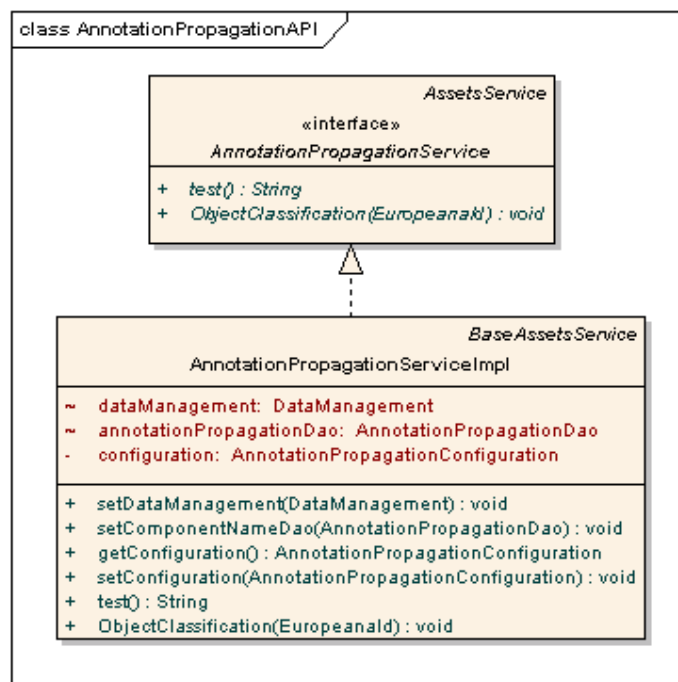 class AnnotationPropagationAPI
AssetsService
«interface»
AnnotationPropagationService
+ test() : String
+ ObjectClassification(EuropeanaId) : void
BaseAssetsService
AnnotationPropagationServiceImpl
~ dataManagement: DataManagement
~ annotationPropagationDao: AnnotationPropagationDao
- configuration: AnnotationPropagationConfiguration
+ setDataManagement(DataManagement) : void
+ setComponentNameDao(AnnotationPropagationDao) : void
+ getConfiguration() : AnnotationPropagationConfiguration
+ setConfiguration(AnnotationPropagationConfiguration) : void
+ test() : String
+ ObjectClassification(EuropeanaId) : void